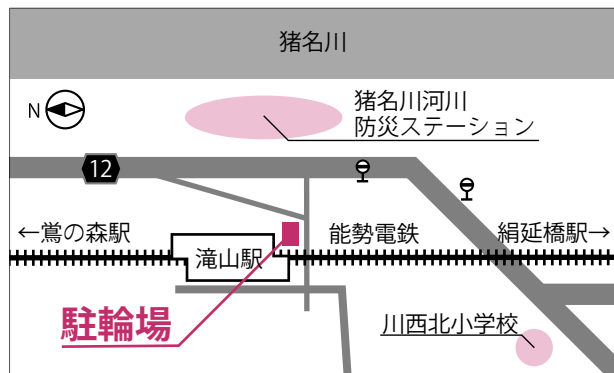 猪名川
N
猪名川河川
防災ステーション
12
←鶯の森駅
能勢電鉄
絹延橋駅→
滝山駅
駐輪場
川西北小学校